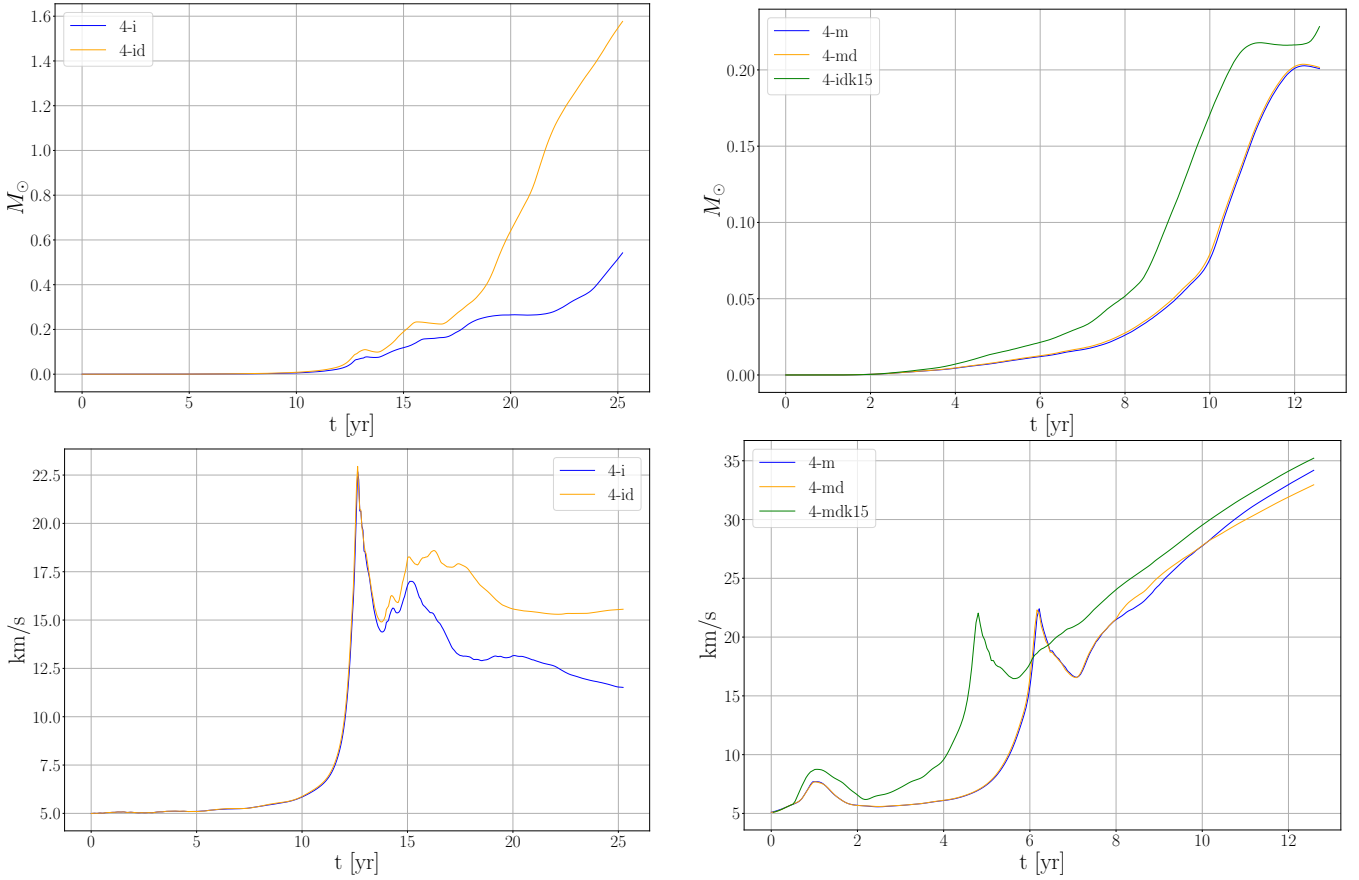 4-i
4-id
1.6
1.4
1.2
1.0
0.8
0.6
0.4
0.2
0.0
M⊙
0 5 10 15 20 25
t [yr]
4-m
4-md
4-idk15
0.20
0.15
0.10
0.05
0.00
M⊙
0 2 4 6 8 10 12
t [yr]
4-i
4-id
22.5
20.0
17.5
15.0
12.5
10.0
7.5
5.0
km/s
0 5 10 15 20 25
t [yr]
4-m
4-md
4-mdk15
35
30
25
20
15
10
5
km/s
0 2 4 6 8 10 12
t [yr]